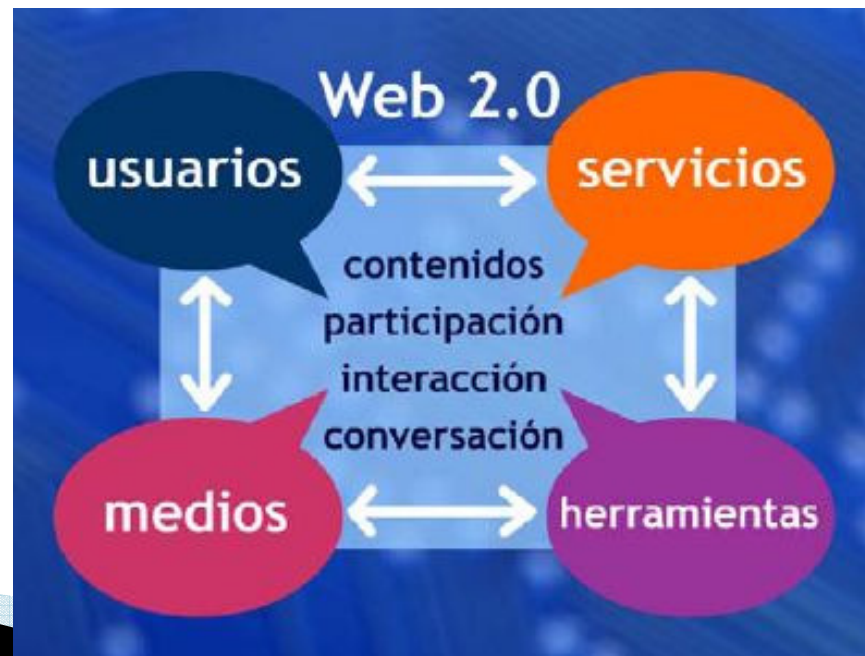 Web 2.0
usuarios
servicios
contenidos
participación
interacción
conversación
medios
herramientas